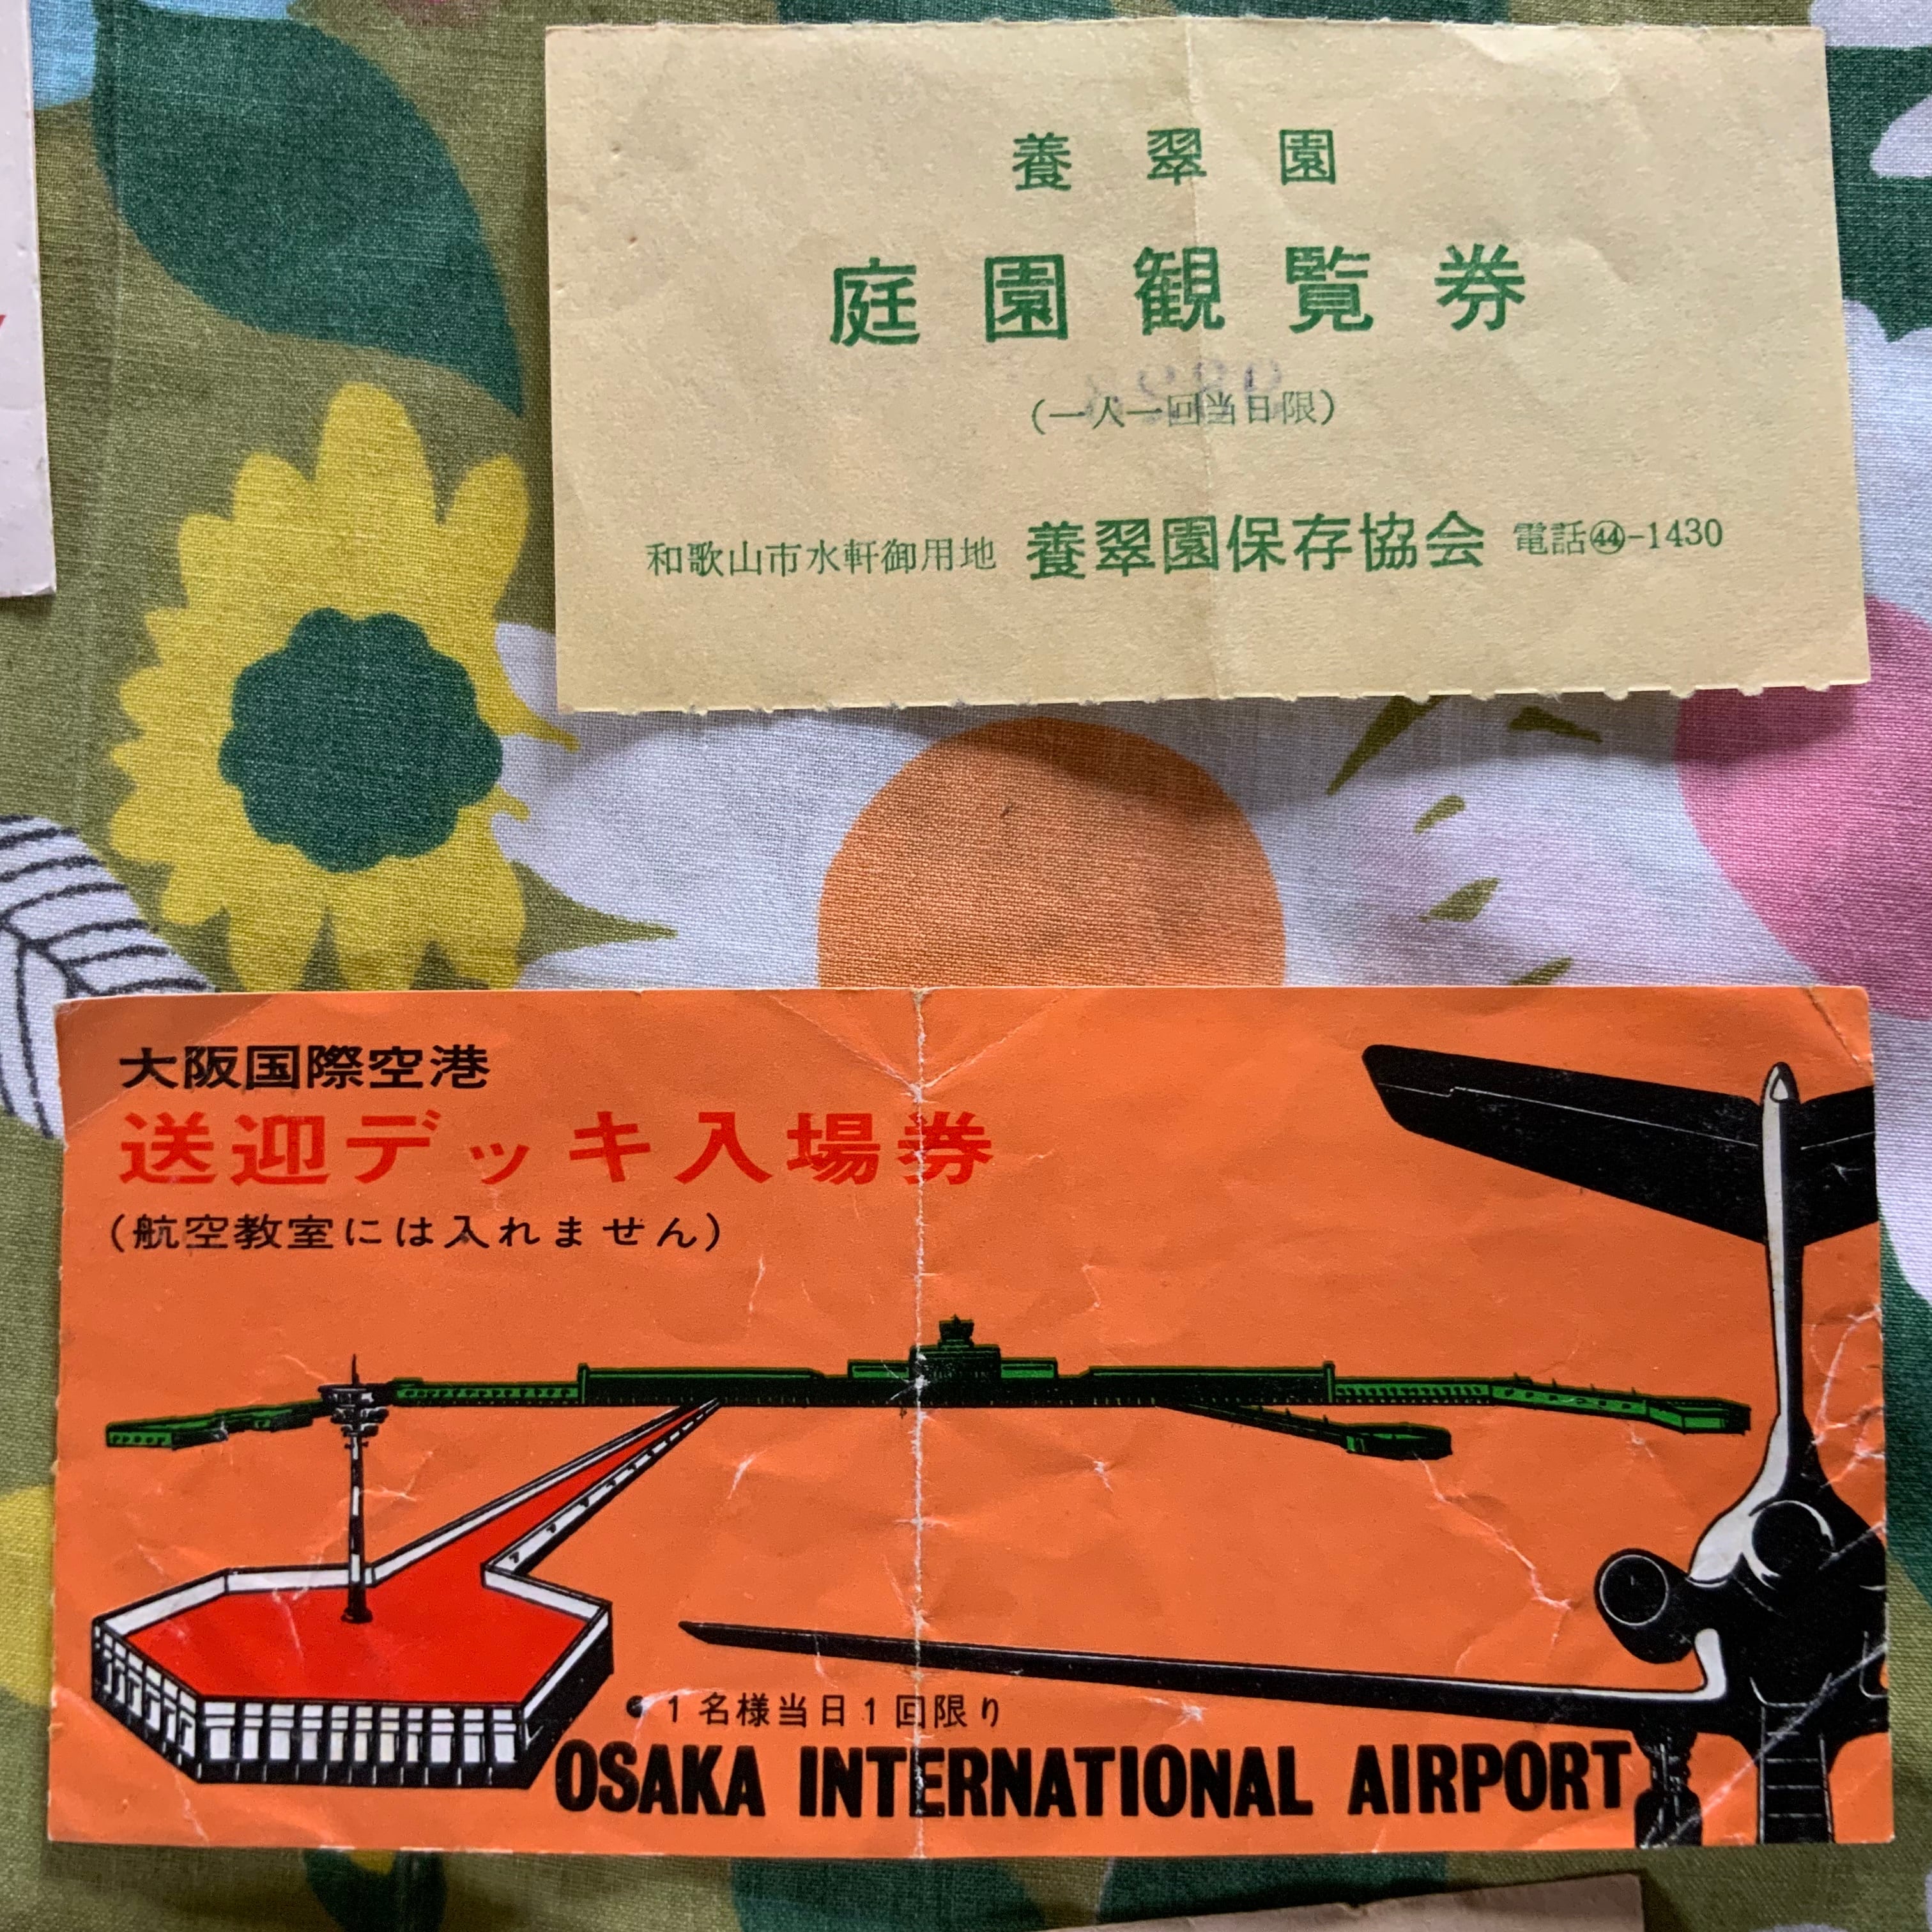 養翠園
庭園観覧券
(一人一回当日限)
和歌山市水軒御用地 養翠園保存協会 電話㊹-1430
大阪国際空港
送迎デッキ入場券
(航空教室には入れません)
●1名様当日1回限り
OSAKA INTERNATIONAL AIRPORT